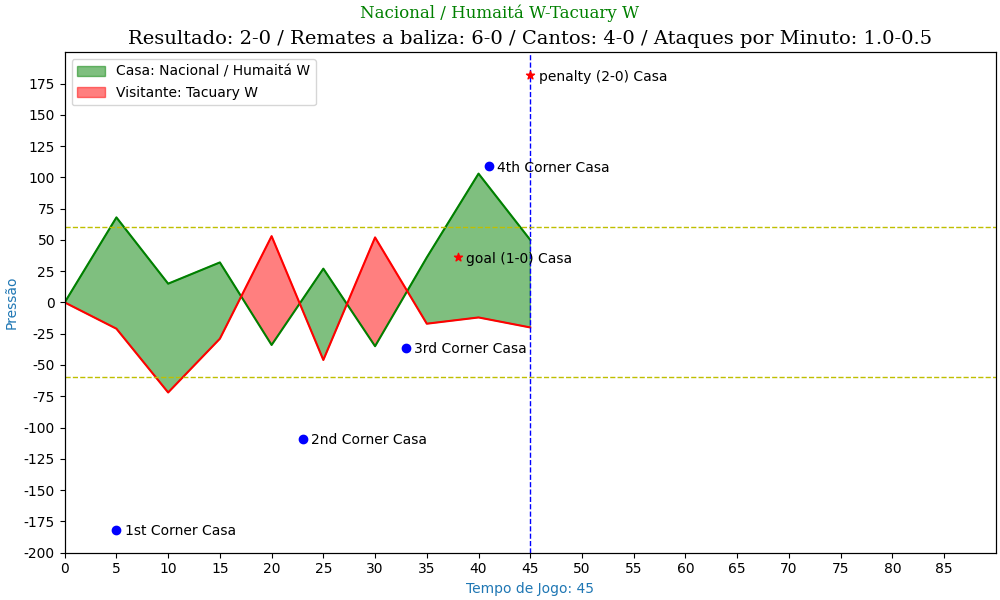 Nacional / Humaitá W-Tacuary W
Resultado: 2-0 / Remates a baliza: 6-0 / Cantos: 4-0 / Ataques por Minuto: 1.0-0.5
Casa: Nacional / Humaitá W
Visitante: Tacuary W
penalty (2-0) Casa
4th Corner Casa
goal (1-0) Casa
3rd Corner Casa
2nd Corner Casa
1st Corner Casa
Pressão
175
150
125
100
75
50
25
0
-25
-50
-75
-100
-125
-150
-175
-200
0 5 10 15 20 25 30 35 40 45 50 55 60 65 70 75 80 85
Tempo de Jogo: 45